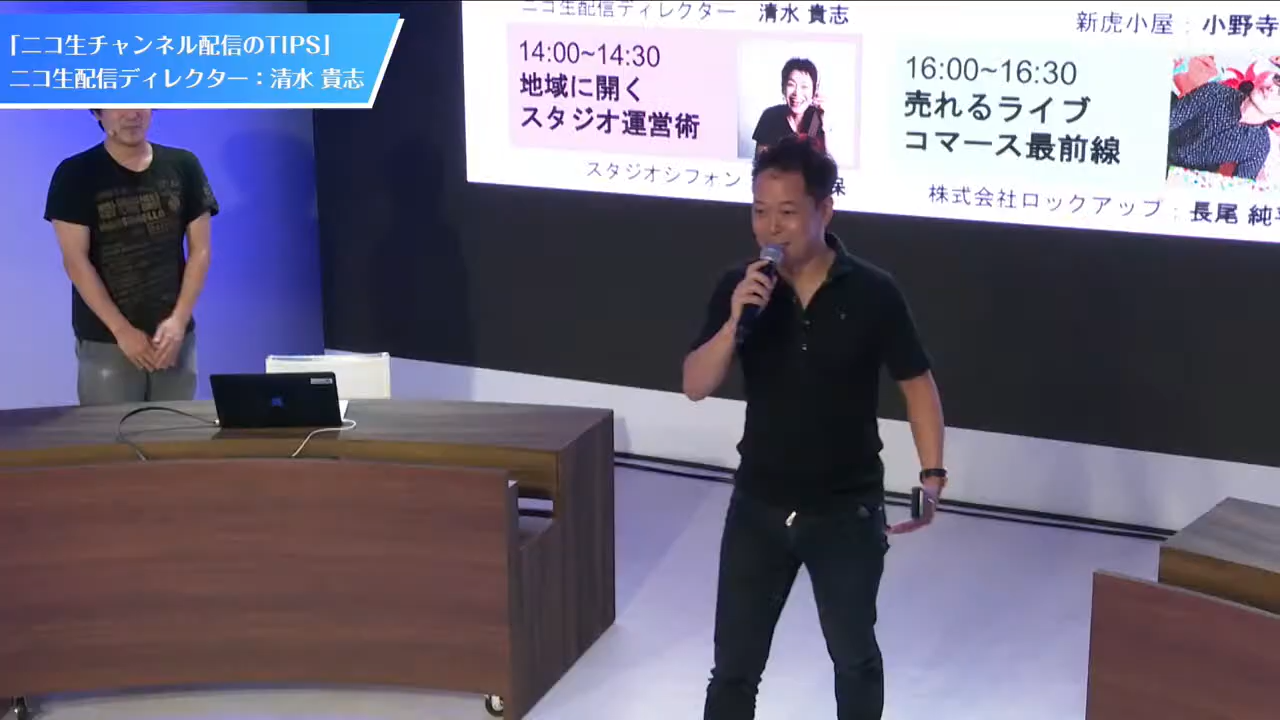 「ニコ生チャンネル配信のTIPS」
ニコ生配信ディレクター：清水 貴志
ニコ生配信ディレクター 清水 貴志
14:00~14:30
地域に開く
スタジオ運営術
スタジオシフォン
新虎小屋：小野寺
16:00~16:30
売れるライブ
コマース最前線
株式会社ロックアップ：長尾 純平